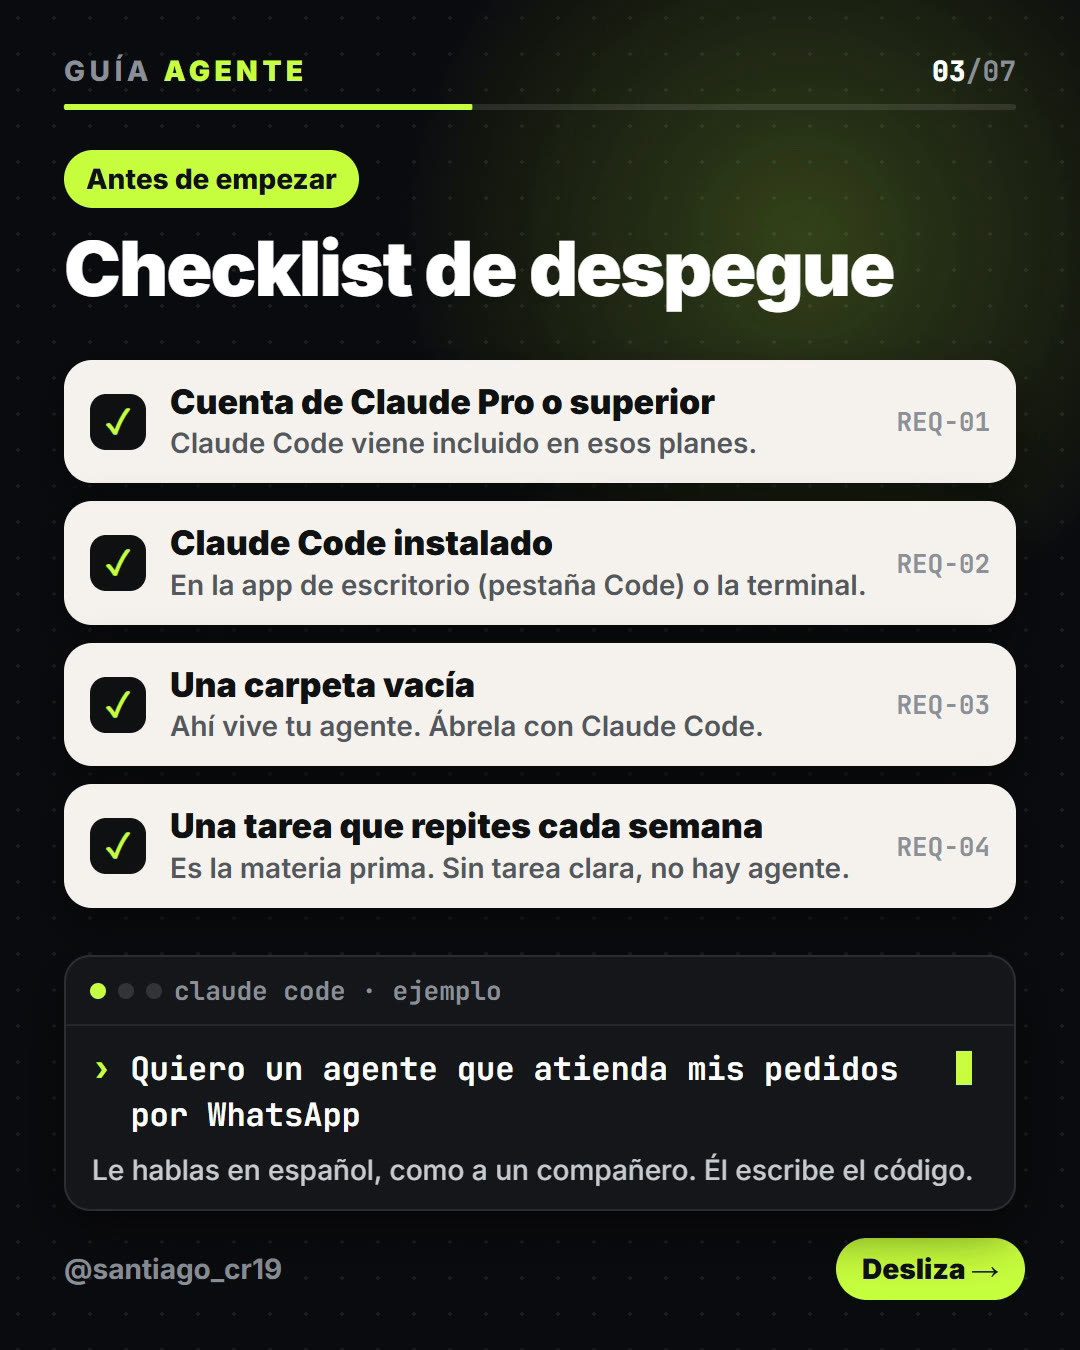 GUÍA AGENTE
03/07
Antes de empezar
Checklist de despegue
✓ Cuenta de Claude Pro o superior
Claude Code viene incluido en esos planes.
REQ-01
✓ Claude Code instalado
En la app de escritorio (pestaña Code) o la terminal.
REQ-02
✓ Una carpeta vacía
Ahí vive tu agente. Ábrela con Claude Code.
REQ-03
✓ Una tarea que repites cada semana
Es la materia prima. Sin tarea clara, no hay agente.
REQ-04
claude code · ejemplo
› Quiero un agente que atienda mis pedidos
por WhatsApp
Le hablas en español, como a un compañero. Él escribe el código.
@santiago_cr19
Desliza →